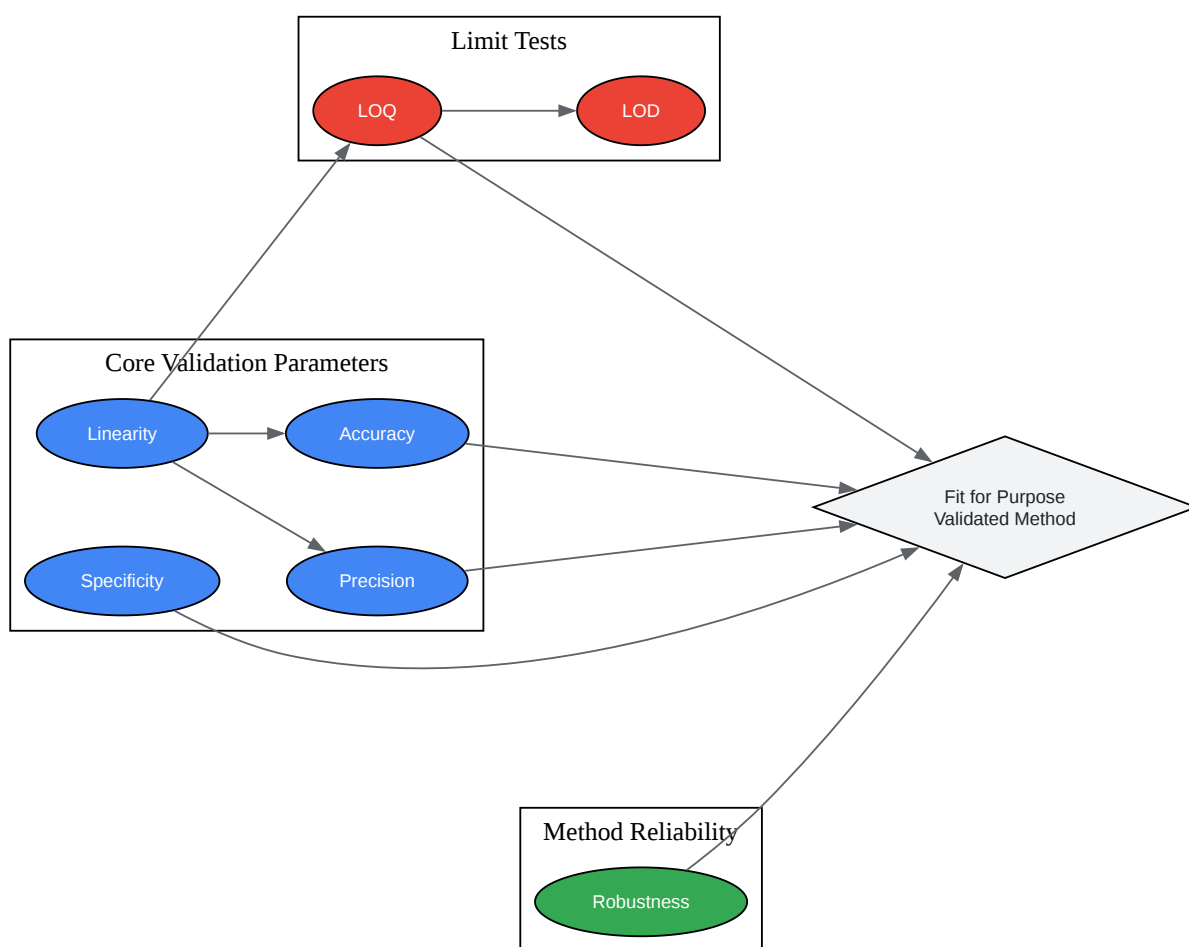 Limit Tests
LOQ
LOD
Core Validation Parameters
Linearity
Accuracy
Specificity
Precision
Fit for Purpose
Validated Method
Method Reliability
Robustness